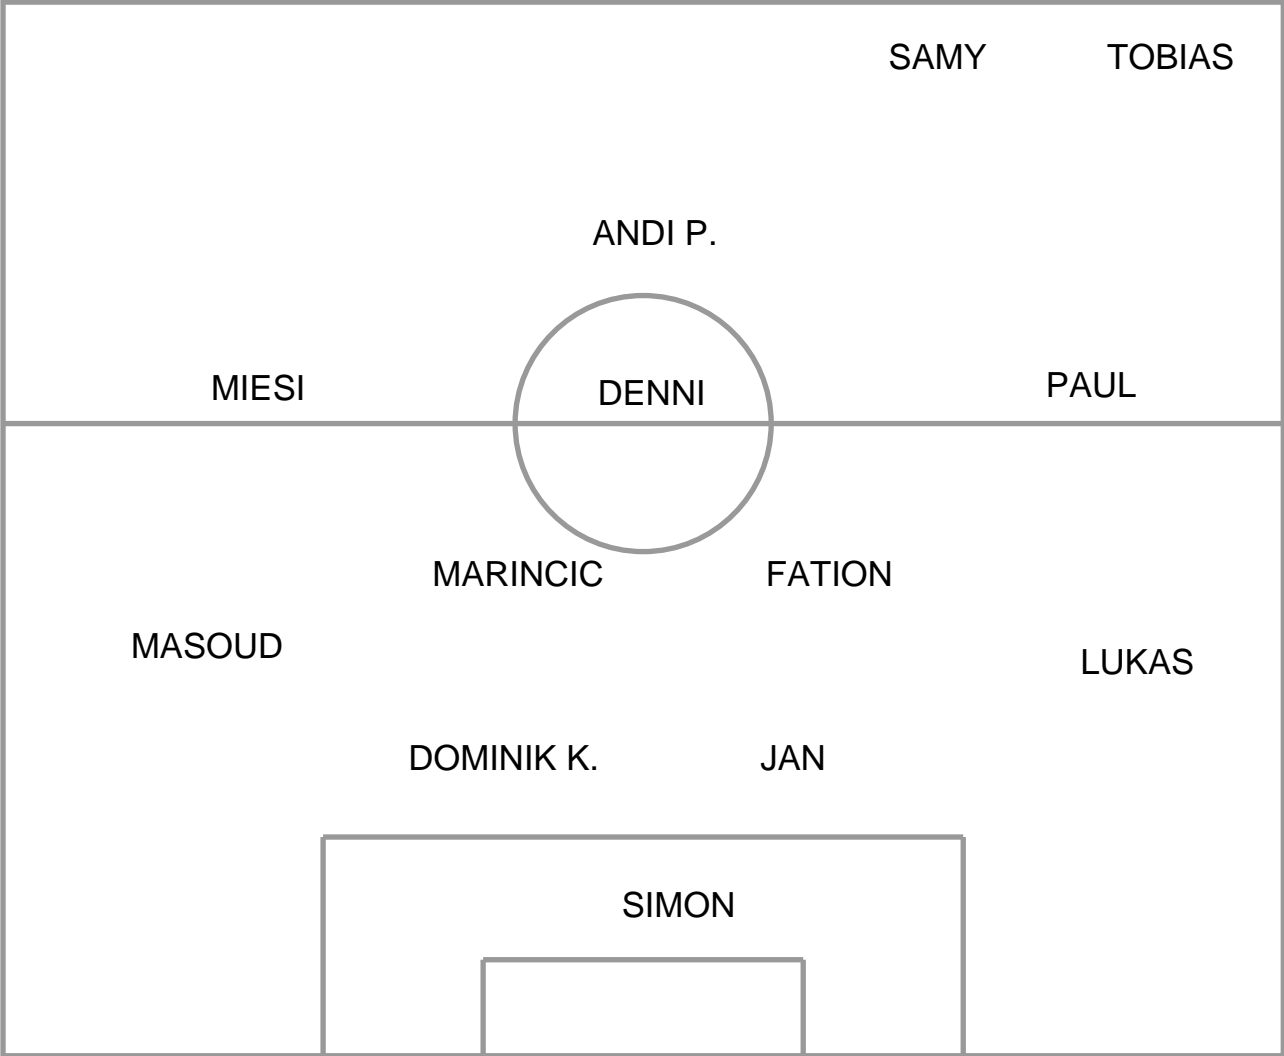 SAMY TOBIAS
ANDI P.
MIESI DENNI PAUL
MARINCIC FATION
MASOUD LUKAS
DOMINIK K. JAN
SIMON